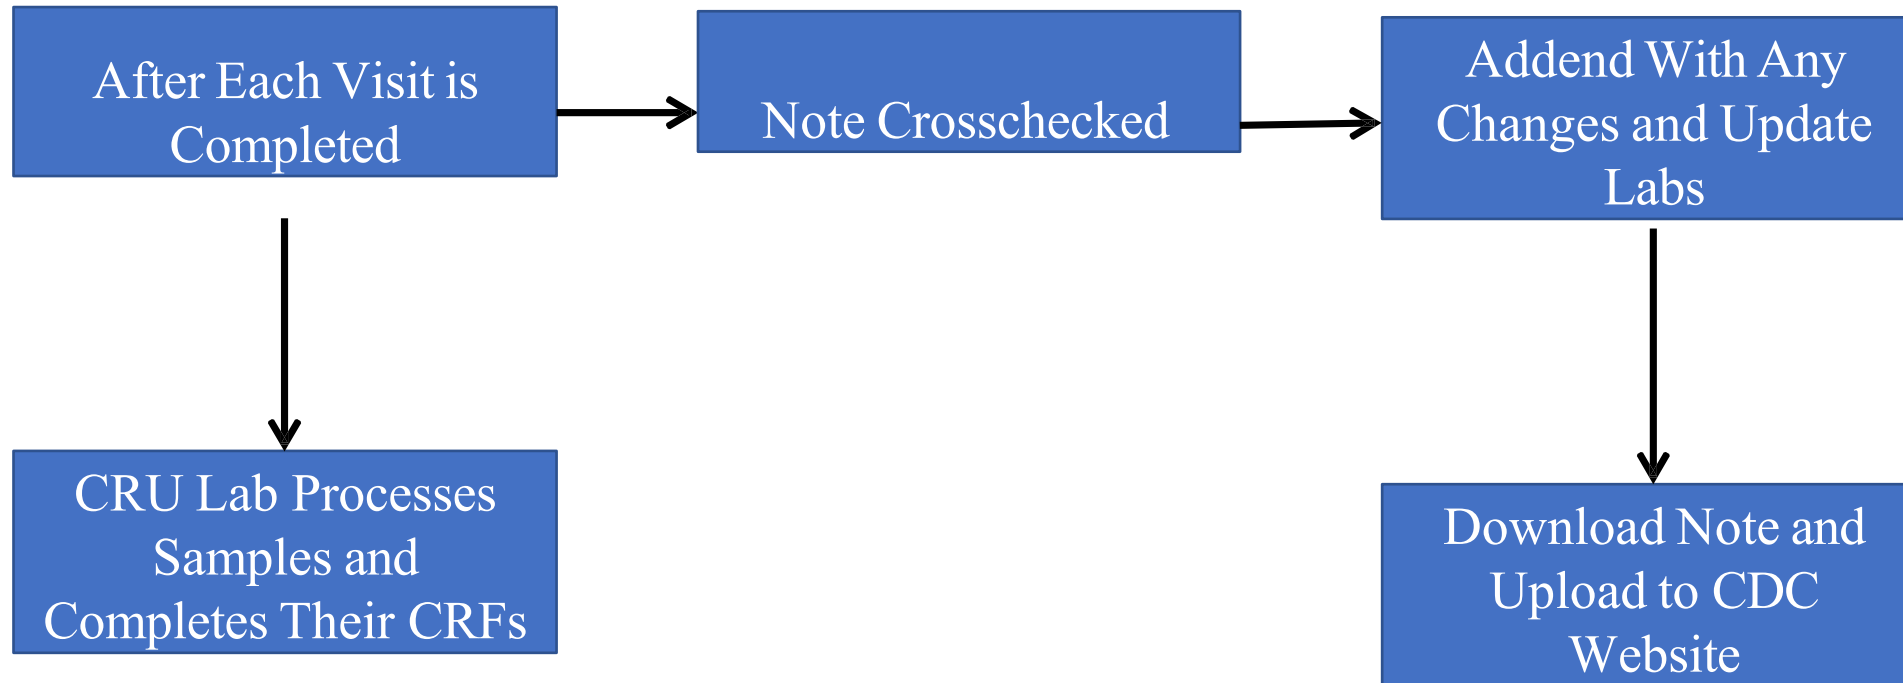 After Each Visit is
Completed
Note Crosschecked
Addend With Any
Changes and Update
Labs
CRU Lab Processes
Samples and
Completes Their CRFs
Download Note and
Upload to CDC
Website